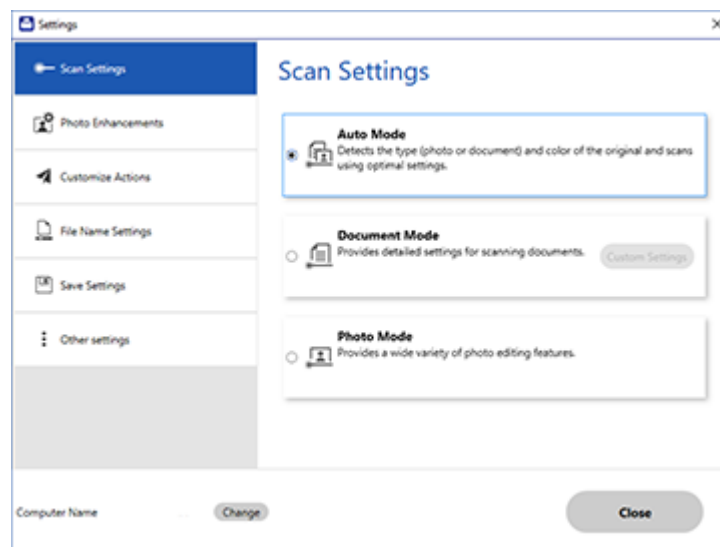 Settings
Scan Settings
Photo Enhancements
Customize Actions
File Name Settings
Save Settings
Other settings
Scan Settings
Auto Mode
Detects the type (photo or document) and color of the original and scans
using optimal settings.
Document Mode
Provides detailed settings for scanning documents.
Custom Settings
Photo Mode
Provides a wide variety of photo editing features.
Computer Name
Change
Close